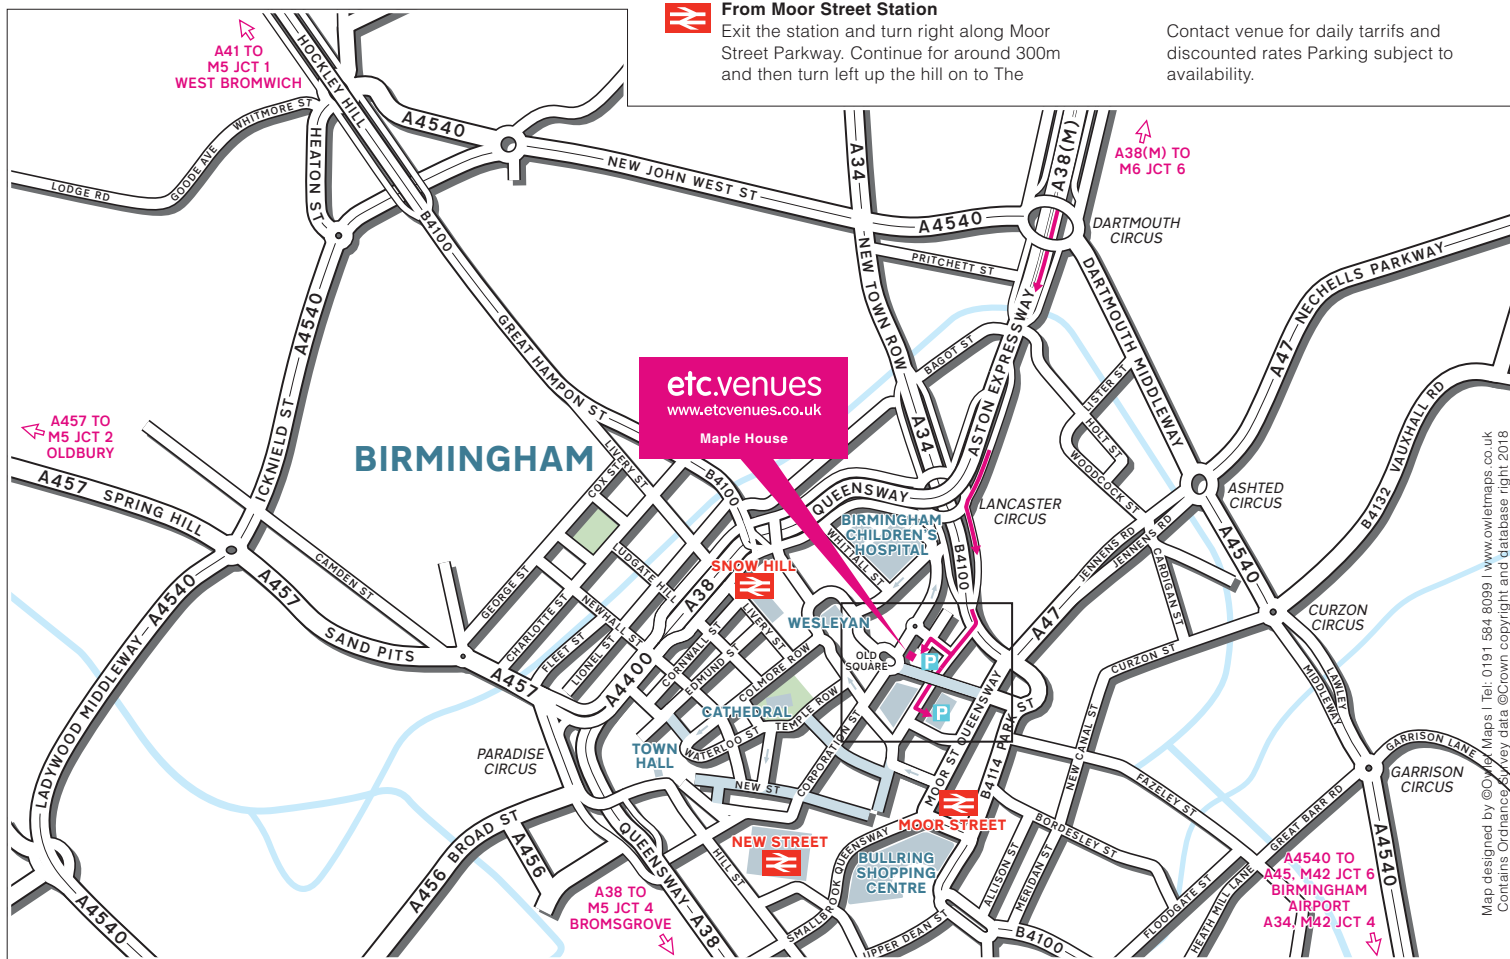 From Moor Street Station
Exit the station and turn right along Moor
Street Parkway. Continue for around 300m
and then turn left up the hill on to The
Contact venue for daily tarrifs and
discounted rates Parking subject to
availability.
A41 TO
M5 JCT 1
WEST BROMWICH
HOCKLEY HILL
WHITMORE ST
GOODE AVE
LODGE RD
HEATON ST
A4540
NEW JOHN WEST ST
A34
A4540
A38(M)
A38(M) TO
M6 JCT 6
DARTMOUTH
CIRCUS
B4100
PRITCHETT ST
NEW TOWN ROW
DARTMOUTH MIDDLEWAY
A47
NECHELLS PARKWAY
A4540
ICKNIELD ST
GREAT HAMPON ST
BAGOT ST
ASTON EXPRESSWAY
LISTER ST
HOLT ST
WOODCOCK ST
B4132 VAUXHALL RD
etc.venues
www.etcvenues.co.uk
Maple House
A457 TO
M5 JCT 2
OLDBURY
BIRMINGHAM
A457 SPRING HILL
LIVERY ST
COX ST
B4100
A34
QUEENSWAY
LANCASTER
CIRCUS
ASHTED
CIRCUS
BIRMINGHAM
CHILDREN'S
HOSPITAL
WHITTALL ST
B4100
JENNENS RD
JENNENS RD
CARDIGAN ST
A4540
CAMDEN ST
GEORGE ST
LUDGATE HILL
A38
SNOW HILL
A457
SAND PITS
CHARLOTTE ST
NEWHALL ST
FLEET ST
LIONEL ST
CORNWALL ST
EDMUND ST
LIVERY ST
COLMORE ROW
WESLEYAN
OLD
SQUARE
P
P
A47
CURZON ST
CURZON
CIRCUS
LAWLEY
MIDDLEWAY
LADYWOOD MIDDLEWAY
A4540
A457
A4400
CATHEDRAL
TEMPLE ROW
WATERLOO ST
CORPORATION ST
MOOR ST QUEENSWAY
B4114 PARK ST
NEW CANAL ST
PARADISE
CIRCUS
TOWN
HALL
NEW ST
FAZELEY ST
GARRISON LANE
GARRISON
CIRCUS
GREAT BARR RD
A456 BROAD ST
A456
QUEENSWAY
A38
HILL ST
NEW STREET
SMALLBROOK QUEENSWAY
MOOR STREET
BULLRING
SHOPPING
CENTRE
BORDESLEY ST
ALLISON ST
MERIDAN ST
UPPER DEAN ST
B4100
FLOODGATE ST
HEATH MILL LANE
A4540
A4540
A38 TO
M5 JCT 4
BROMSGROVE
A4540 TO
A45, M42 JCT 6
BIRMINGHAM
AIRPORT
A34, M42 JCT 4
Map designed by ©Owlet Maps | Tel: 0191 584 8099 | www.owletmaps.co.uk
Contains Ordnance Survey data ©Crown copyright and database right 2018